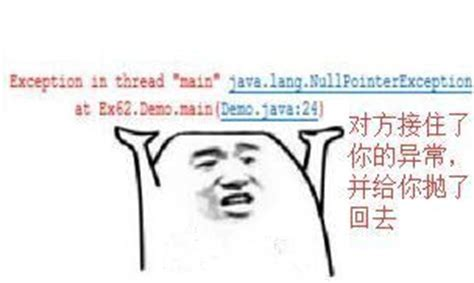 Exception in thread "main" java.lang.NullPointerException
at Ex62.Demo.main(Demo.java:24)
对方接住了
你的异常,
并给你抛了
回去